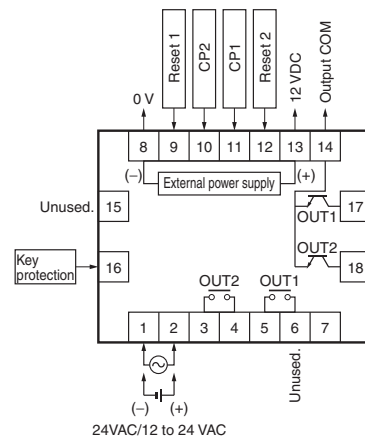 Reset 1
CP2
CP1
Reset 2
12 VDC
Output COM
0 V
8 9 10 11 12 13 14
(−) External power supply (+)
Unused. 15
17
OUT1
Key
protection
16
OUT2
18
OUT2 OUT1
1 2 3 4 5 6 7
Unused.
(−) (+)
24VAC/12 to 24 VAC